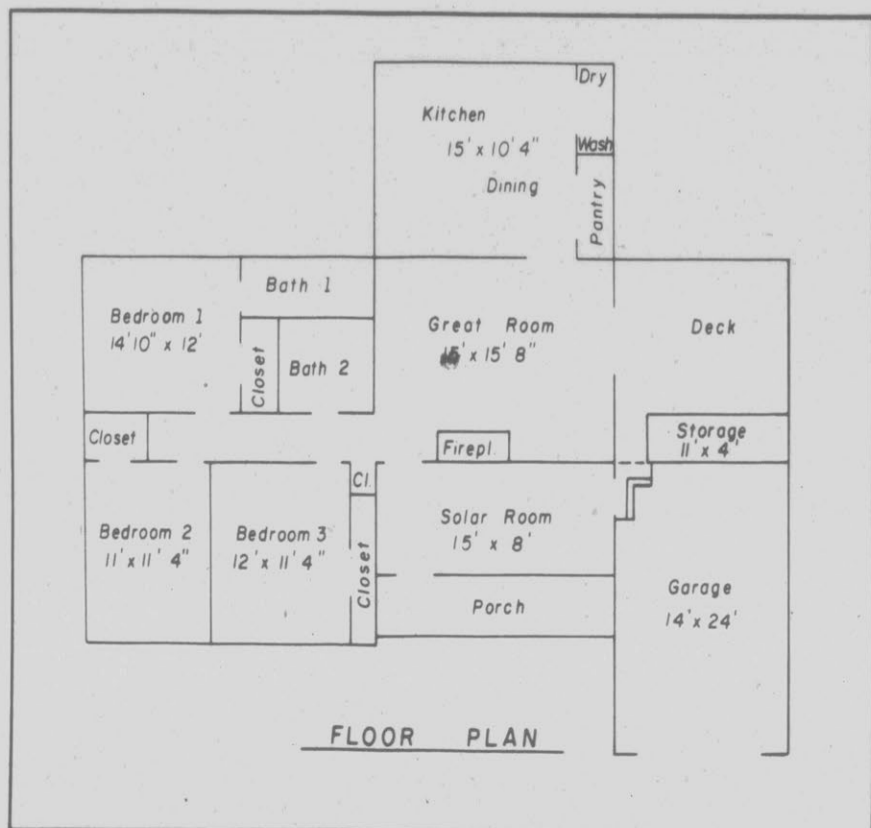 Dry
Kitchen
15' x 10' 4"
Wash
Dining
Pantry
Bath 1
Bedroom 1
14' 10" x 12'
Closet
Bath 2
Great Room
x 15' 8"
Deck
Closet
Firepl.
Storage
11' x 4'
Cl.
Bedroom 2
11' x 11' 4"
Bedroom 3
12' x 11' 4"
Closet
Solar Room
15' x 8'
Porch
Garage
14' x 24'
FLOOR PLAN